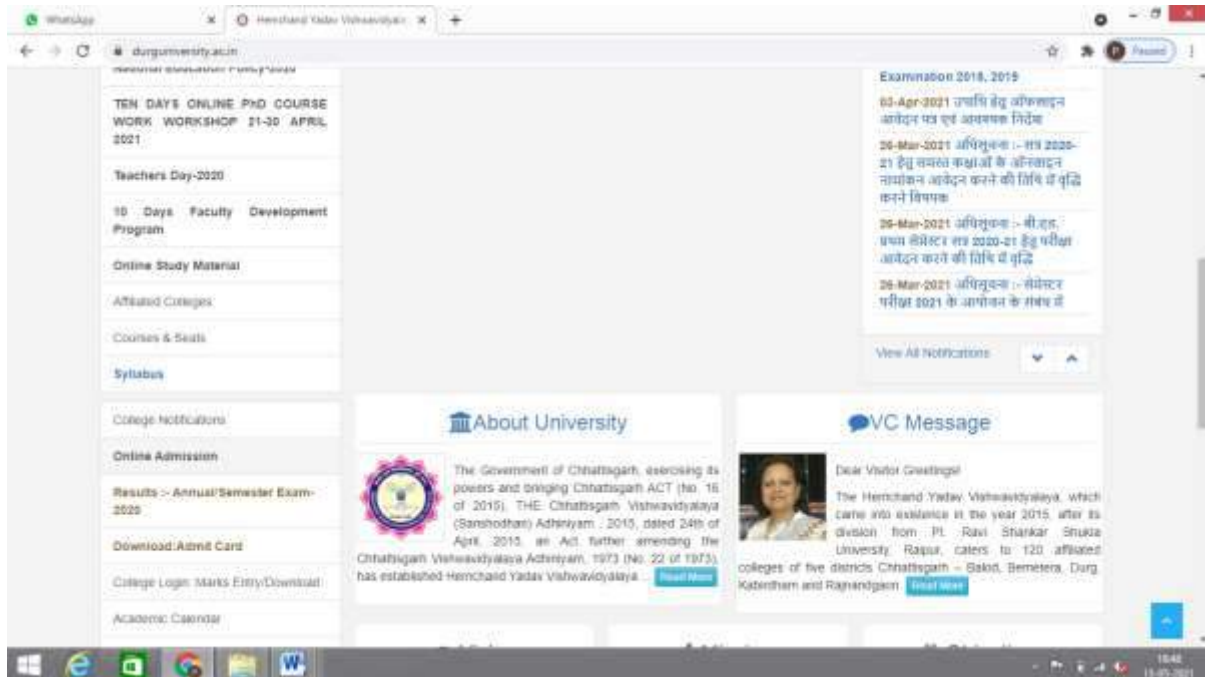 WhatsApp
Hemchand Yadav Vishwavidyala
durguniversity.ac.in
Paused
National Education Policy-2020
TEN DAYS ONLINE PhD COURSE
WORK WORKSHOP 21-30 APRIL
2021
Teachers Day-2020
10 Days Faculty Development
Program
Online Study Material
Affiliated Colleges
Courses & Seats
Syllabus
College Notifications
Online Admission
Results :- Annual/Semester Exam-
2020
Download:Admit Card
College Login: Marks Entry/Download
Academic Calendar
Examination 2018, 2019
03-Apr-2021 उपाधि हेतु ऑफलाइन
आवेदन पत्र एवं आवश्यक निर्देश
26-Mar-2021 अधिसूचना :- सत्र 2020-
21 हेतु समस्त कक्षाओं के ऑनलाइन
नामांकन आवेदन करने की तिथि में वृद्धि
करने विषयक
26-Mar-2021 अधिसूचना :- बी.एड.
प्रथम सेमेस्टर सत्र 2020-21 हेतु परीक्षा
आवेदन करने की तिथि में वृद्धि
26-Mar-2021 अधिसूचना :- सेमेस्टर
परीक्षा 2021 के आयोजन के संबंध में
View All Notifications
About University
The Government of Chhattisgarh, exercising its
powers and bringing Chhattisgarh ACT (No. 16
of 2015), THE Chhattisgarh Vishwavidyalaya
(Sanshodhan) Adhiniyam , 2015, dated 24th of
April, 2015, an Act further amending the
Chhattisgarh Vishwavidyalaya Adhiniyam, 1973 (No. 22 of 1973),
has established Hemchand Yadav Vishwavidyalaya ... Read More
VC Message
Dear Visitor Greetings!
The Hemchand Yadav Vishwavidyalaya, which
came into existence in the year 2015, after its
division from Pt. Ravi Shankar Shukla
University, Raipur, caters to 120 affiliated
colleges of five districts Chhattisgarh – Balod, Bemetera, Durg,
Kabirdham and Rajnandgaon. Read More